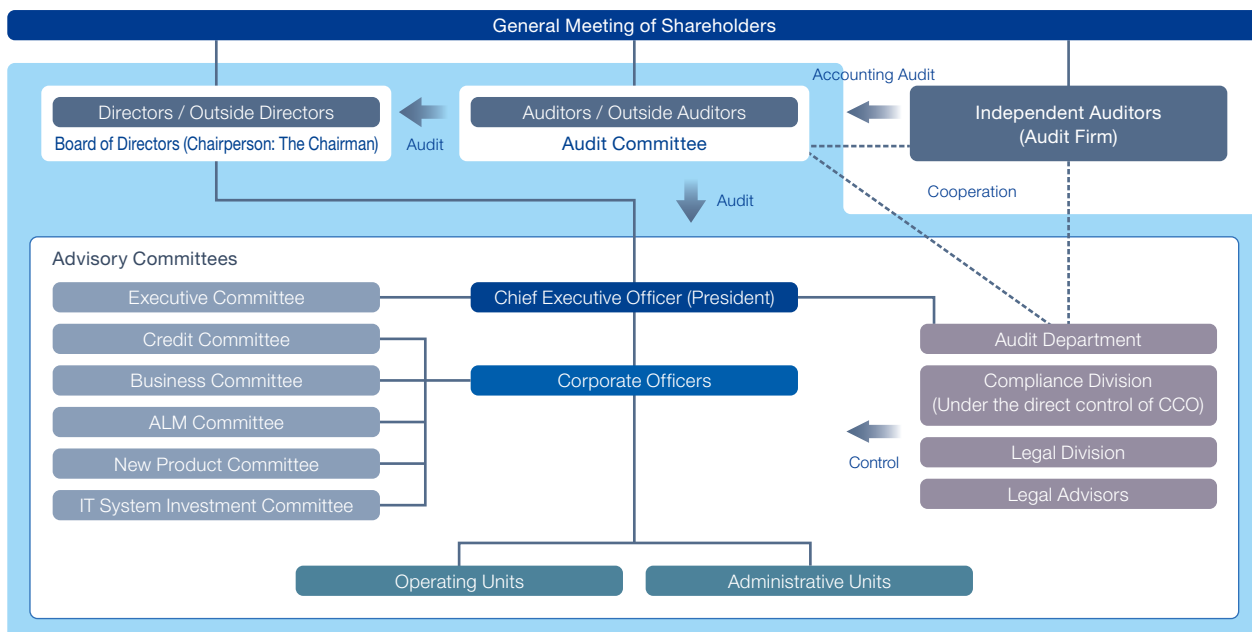 General Meeting of Shareholders
Accounting Audit
Directors / Outside Directors
Board of Directors (Chairperson: The Chairman)
Audit
Auditors / Outside Auditors
Audit Committee
Independent Auditors
(Audit Firm)
Cooperation
Audit
Advisory Committees
Executive Committee
Credit Committee
Business Committee
ALM Committee
New Product Committee
IT System Investment Committee
Chief Executive Officer (President)
Corporate Officers
Audit Department
Compliance Division
(Under the direct control of CCO)
Legal Division
Legal Advisors
Control
Operating Units
Administrative Units